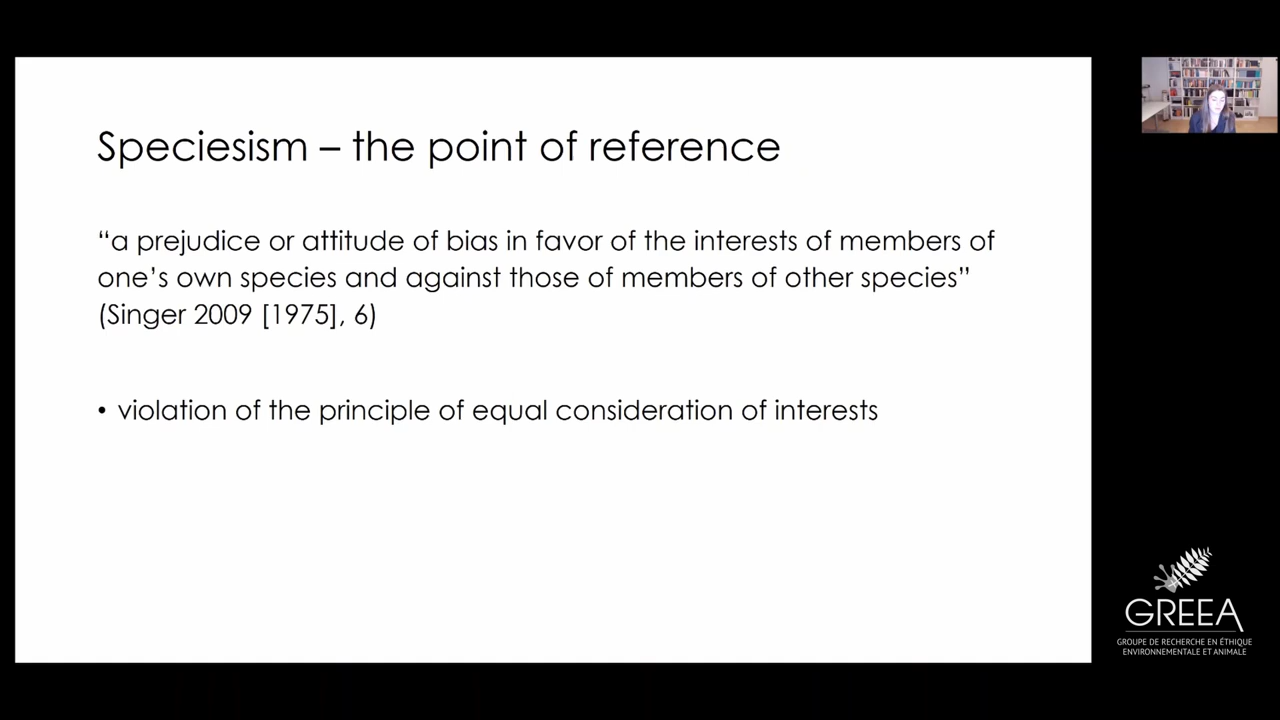 Speciesism – the point of reference
“a prejudice or attitude of bias in favor of the interests of members of
one’s own species and against those of members of other species”
(Singer 2009 [1975], 6)
• violation of the principle of equal consideration of interests
GREEA
GROUPE DE RECHERCHE EN ÉTHIQUE
ENVIRONNEMENTALE ET ANIMALE